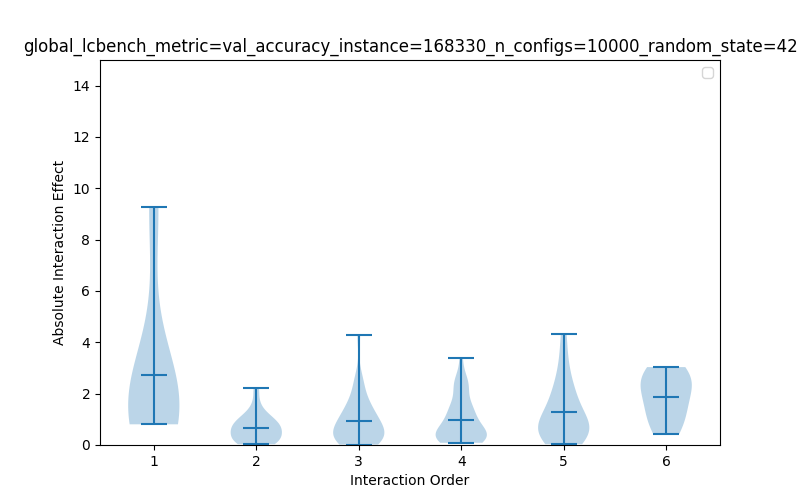 global_lcbench_metric=val_accuracy_instance=168330_n_configs=10000_random_state=42
14
12
10
8
6
4
2
0
Absolute Interaction Effect
1 2 3 4 5 6
Interaction Order